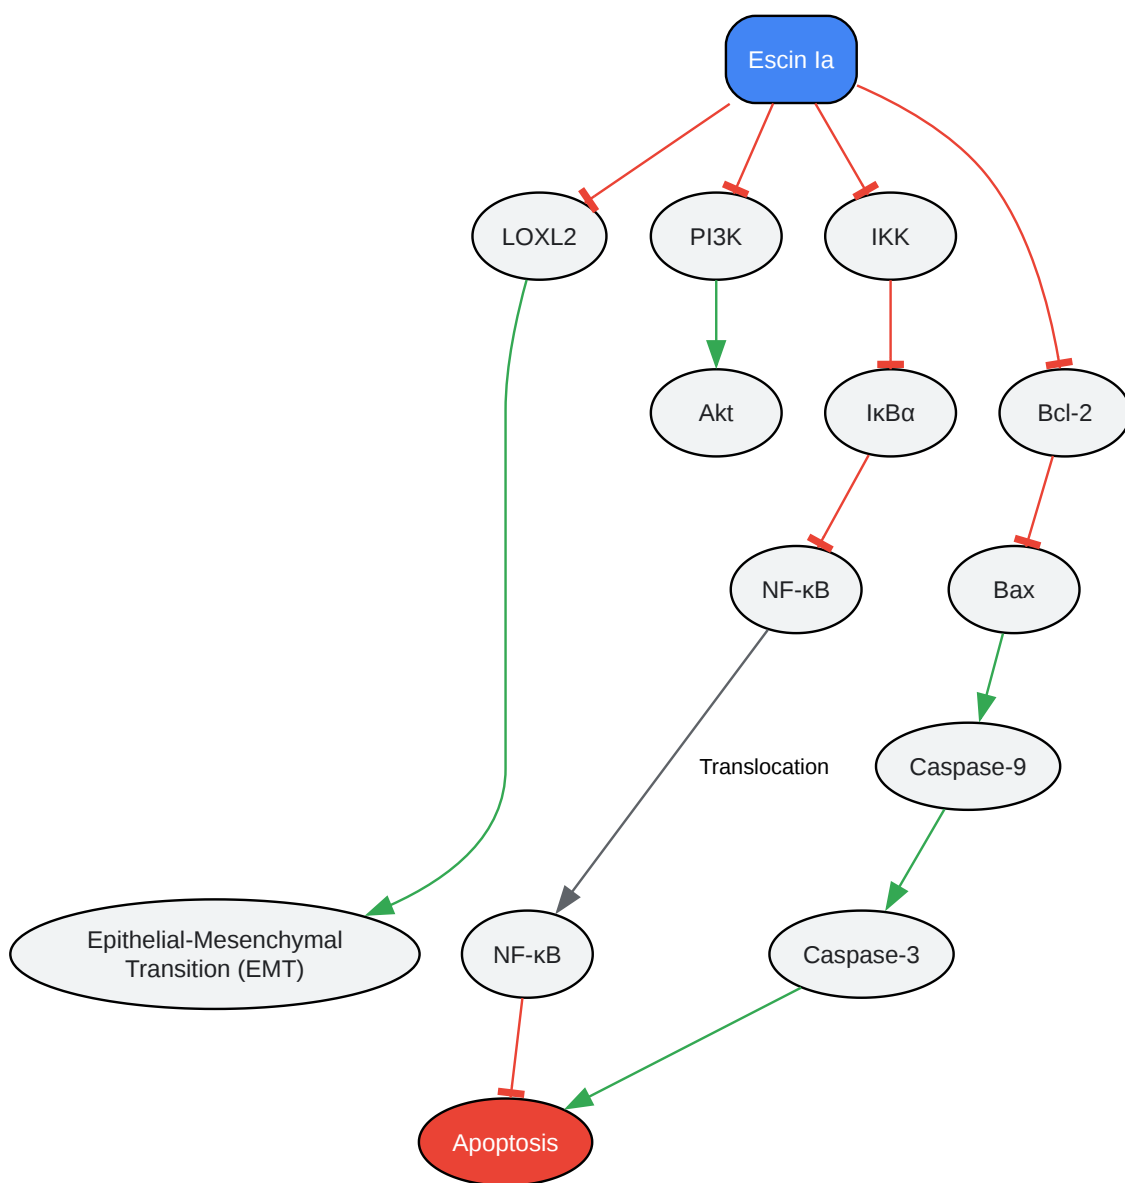 Escin Ia
LOXL2
PI3K
IKK
Akt
IκBα
Bcl-2
NF-κB
Bax
Translocation
Caspase-9
Epithelial-Mesenchymal
Transition (EMT)
NF-κB
Caspase-3
Apoptosis